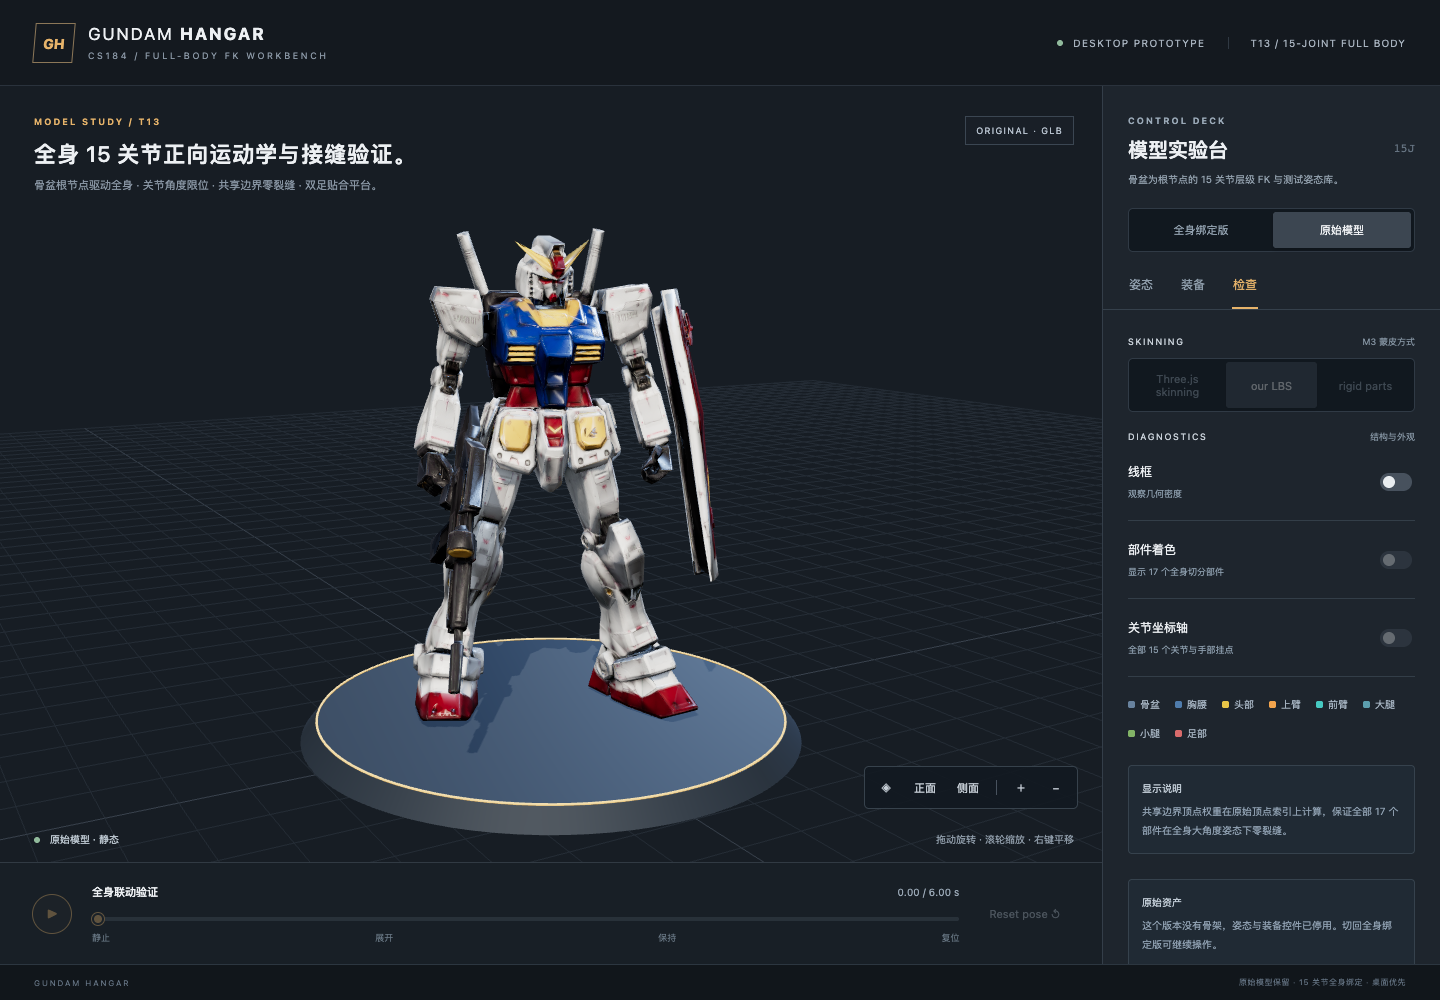 GH
GUNDAM HANGAR
CS184 / FULL-BODY FK WORKBENCH
DESKTOP PROTOTYPE
T13 / 15-JOINT FULL BODY
MODEL STUDY / T13
全身 15 关节正向运动学与接缝验证。
骨盆根节点驱动全身 · 关节角度限位 · 共享边界零裂缝 · 双足贴合平台。
ORIGINAL · GLB
原始模型 · 静态
正面
侧面
+
−
拖动旋转 · 滚轮缩放 · 右键平移
全身联动验证
0.00 / 6.00 s
静止
展开
保持
复位
Reset pose ↺
CONTROL DECK
模型实验台
15J
骨盆为根节点的 15 关节层级 FK 与测试姿态库。
全身绑定版
原始模型
姿态
装备
检查
SKINNING
M3 蒙皮方式
Three.js
skinning
our LBS
rigid parts
DIAGNOSTICS
结构与外观
线框
观察几何密度
部件着色
显示 17 个全身切分部件
关节坐标轴
全部 15 个关节与手部挂点
骨盆
胸腰
头部
上臂
前臂
大腿
小腿
足部
显示说明
共享边界顶点权重在原始顶点索引上计算，保证全部 17 个
部件在全身大角度姿态下零裂缝。
原始资产
这个版本没有骨架，姿态与装备控件已停用。切回全身绑
定版可继续操作。
GUNDAM HANGAR
原始模型保留 · 15 关节全身绑定 · 桌面优先